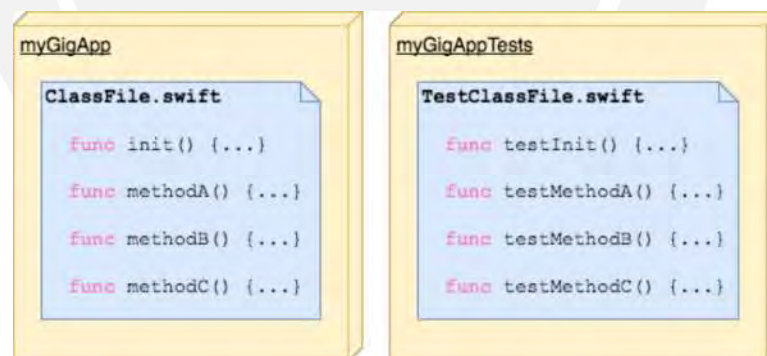 myGigApp
ClassFile.swift
func init() {...}
func methodA() {...}
func methodB() {...}
func methodC() {...}
myGigAppTests
TestClassFile.swift
func testInit() {...}
func testMethodA() {...}
func testMethodB() {...}
func testMethodC() {...}